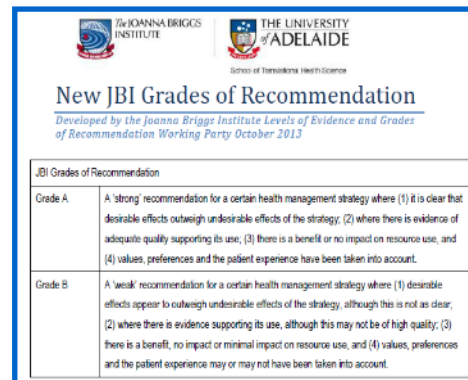 The JOANNA BRIGGS
INSTITUTE
THE UNIVERSITY
of ADELAIDE
School of Translational Health Science
New JBI Grades of Recommendation
Developed by the Joanna Briggs Institute Levels of Evidence and Grades
of Recommendation Working Party October 2013
JBI Grades of Recommendation
Grade A
A 'strong' recommendation for a certain health management strategy where (1) it is clear that
desirable effects outweigh undesirable effects of the strategy; (2) where there is evidence of
adequate quality supporting its use; (3) there is a benefit or no impact on resource use, and
(4) values, preferences and the patient experience have been taken into account.
Grade B
A 'weak' recommendation for a certain health management strategy where (1) desirable
effects appear to outweigh undesirable effects of the strategy, although this is not as clear;
(2) where there is evidence supporting its use, although this may not be of high quality; (3)
there is a benefit, no impact or minimal impact on resource use, and (4) values, preferences
and the patient experience may or may not have been taken into account.